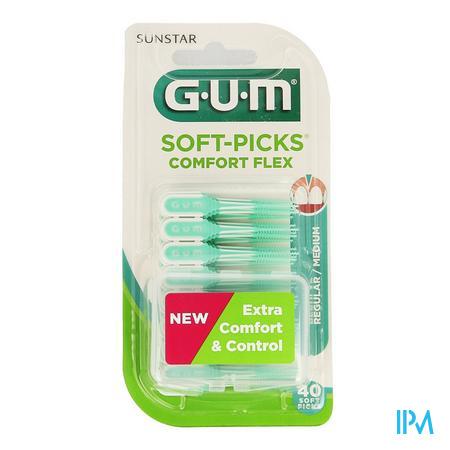 SUNSTAR
G·U·M
SOFT-PICKS®
COMFORT FLEX
REGULAR / MEDIUM
NEW
Extra
Comfort
& Control
40
SOFT
PICKS
IPM